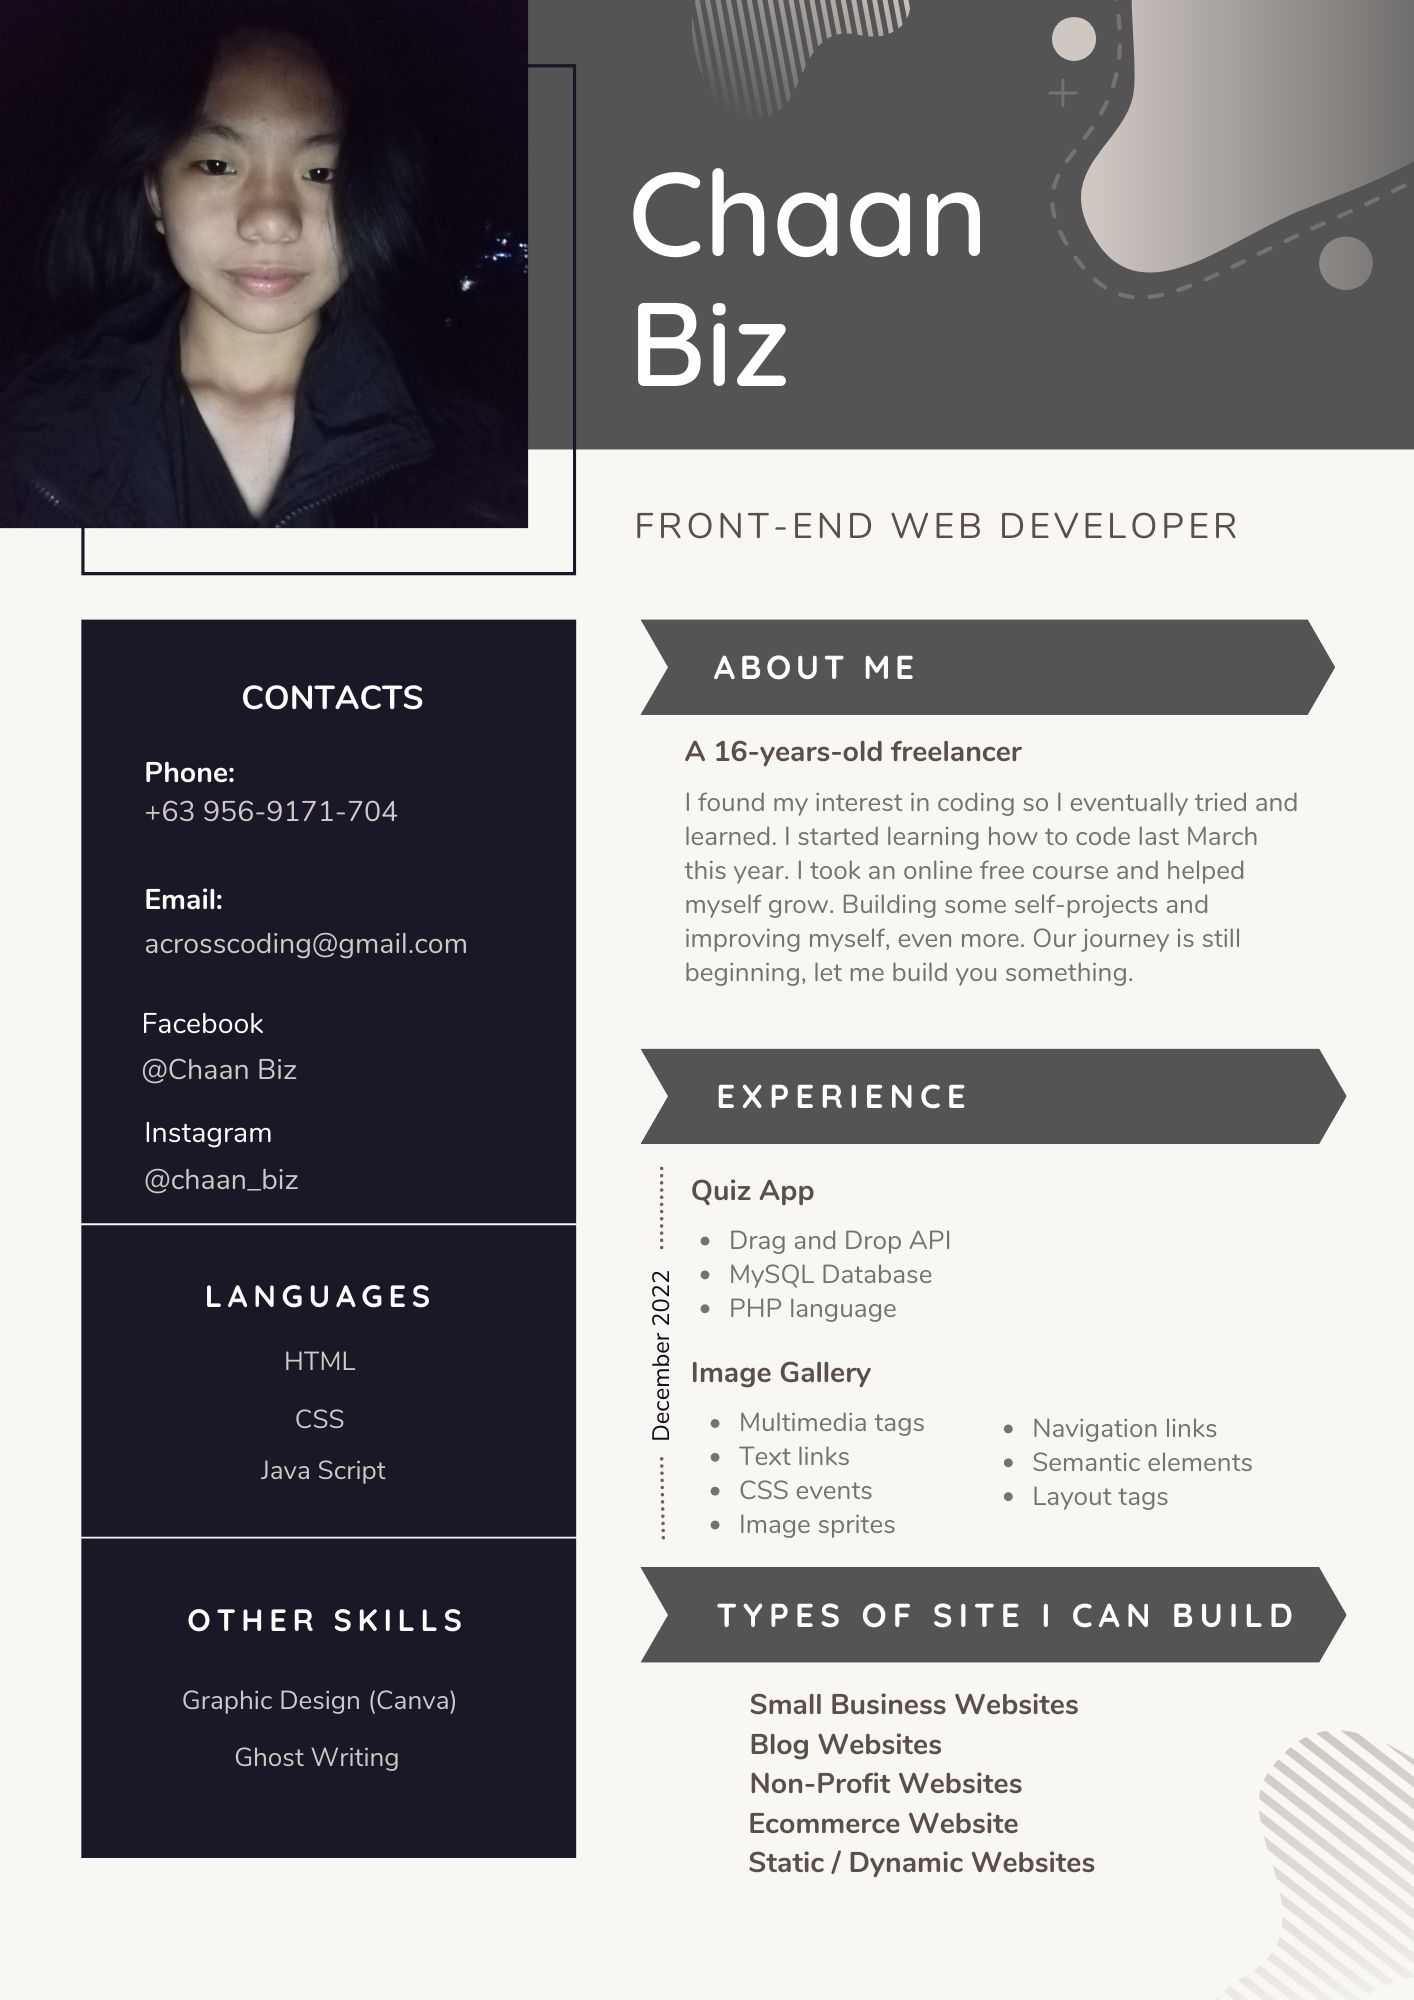 Chaan
Biz
FRONT-END WEB DEVELOPER
CONTACTS
Phone:
+63 956-9171-704
Email:
acrosscoding@gmail.com
Facebook
@Chaan Biz
Instagram
@chaan_biz
LANGUAGES
HTML
CSS
Java Script
OTHER SKILLS
Graphic Design (Canva)
Ghost Writing
ABOUT ME
A 16-years-old freelancer
I found my interest in coding so I eventually tried and
learned. I started learning how to code last March
this year. I took an online free course and helped
myself grow. Building some self-projects and
improving myself, even more. Our journey is still
beginning, let me build you something.
EXPERIENCE
December 2022
Quiz App
• Drag and Drop API
• MySQL Database
• PHP language
Image Gallery
• Multimedia tags
• Text links
• CSS events
• Image sprites
• Navigation links
• Semantic elements
• Layout tags
TYPES OF SITE I CAN BUILD
Small Business Websites
Blog Websites
Non-Profit Websites
Ecommerce Website
Static / Dynamic Websites